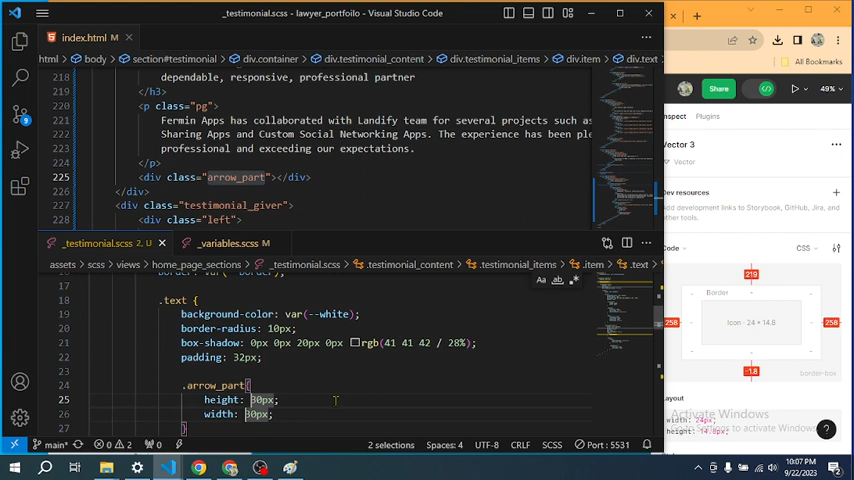 _testimonial.scss - lawyer_portfoilo - Visual Studio Code
index.html M
html > body > section#testimonial > div.container > div.testimonial_content > div.testimonial_items > div.item > div.text
218 dependable, responsive, professional partner
219 </h3>
220 <p class="pg">
221 Fermin Apps has collaborated with Landify team for several projects such as
222 Sharing Apps and Custom Social Networking Apps. The experience has been ple
223 professional and exceeding our expectations.
224 </p>
225 <div class="arrow_part"></div>
226 </div>
227 <div class="testimonial_giver">
228 <div class="left">
_testimonial.scss 2, U
_variables.scss M
assets > scss > views > home_page_sections > _testimonial.scss > .testimonial_content > .testimonial_items > .item > .text
16 border: var(--border);
17
18 .text {
19 background-color: var(--white);
20 border-radius: 10px;
21 box-shadow: 0px 0px 20px 0px rgb(41 41 42 / 28%);
22 padding: 32px;
23
24 .arrow_part{
25 height: 30px;
26 width: 30px;
27 }
Aa ab
main* 0 2 0 2 selections Spaces: 4 UTF-8 CRLF SCSS Port : 5531
All Bookmarks
Share
49%
nspect Plugins
Vector 3
Vector
Dev resources
Add development links to Storybook, GitHub, Jira, and
other tools.
Code CSS
219
Border
258 Icon · 24 × 14.8 258
-1.8 border-box
Layout
width: 24px;
height: 14.8px;
Activate Windows
Go to Settings to activate Windows.
10:07 PM
9/22/2023
2